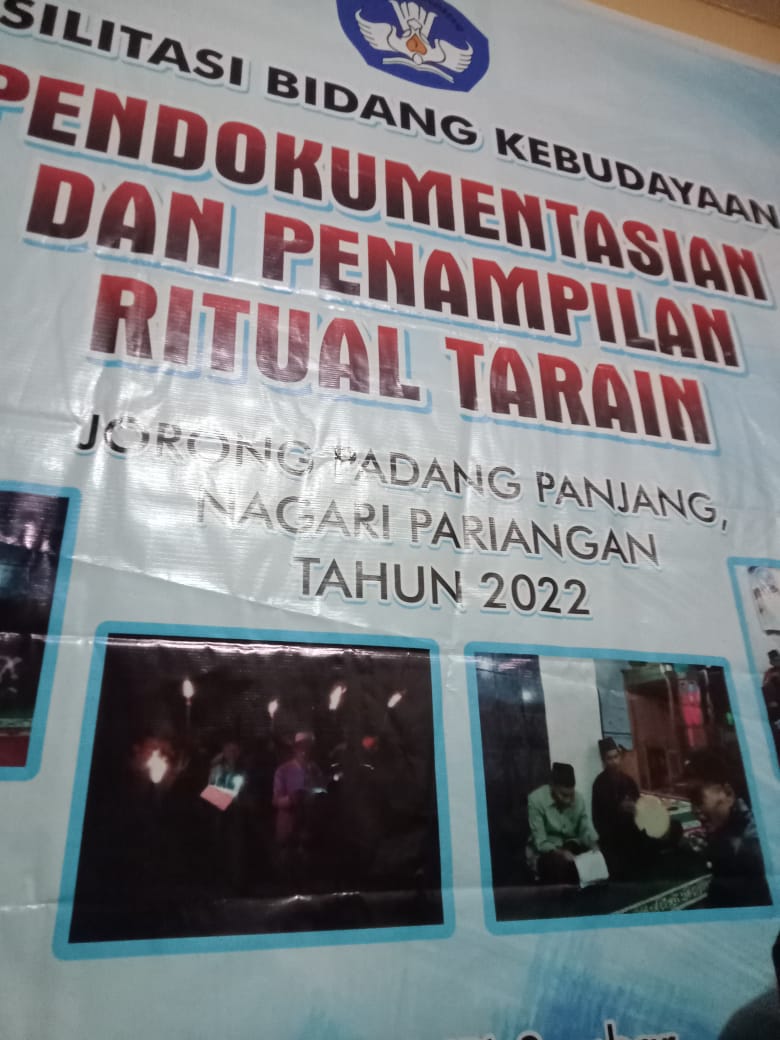 SILITASI BIDANG KEBUDAYAAN
PENDOKUMENTASIAN
DAN PENAMPILAN
RITUAL TARAIN
JORONG PADANG PANJANG,
NAGARI PARIANGAN
TAHUN 2022